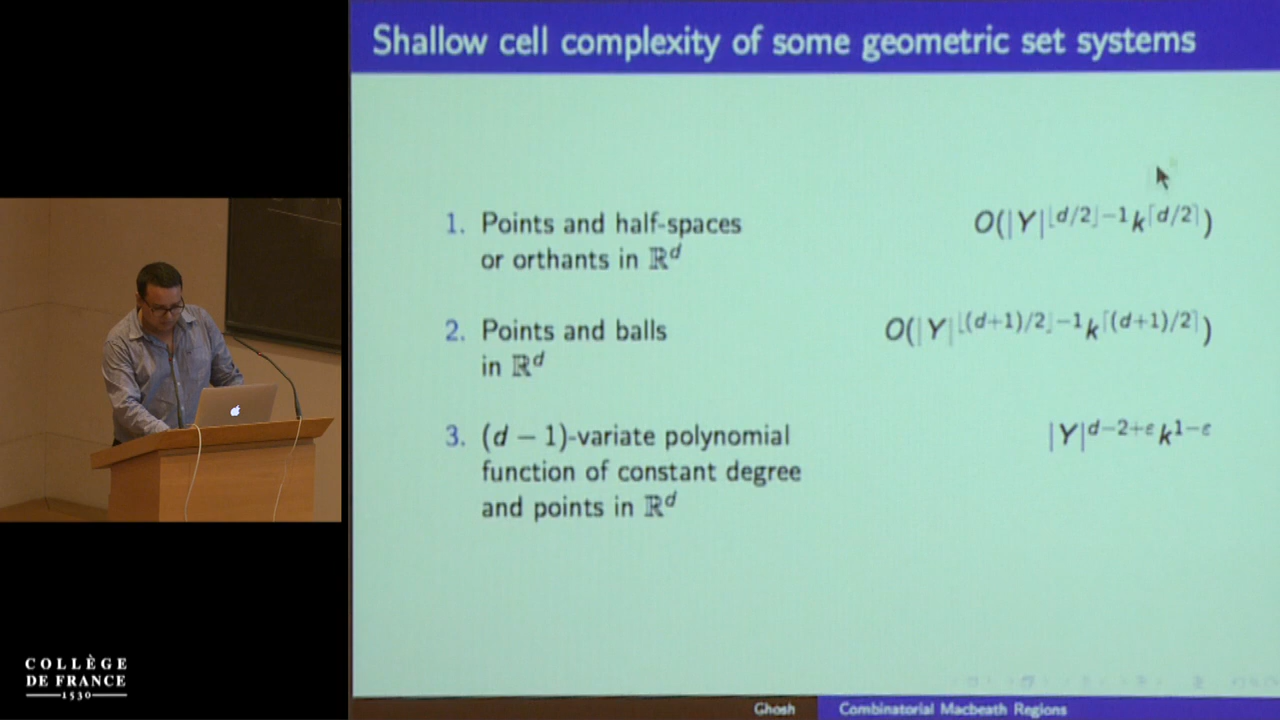 Shallow cell complexity of some geometric set systems
1. Points and half-spaces
or orthants in ℝ^d
O(|Y|^{⌊d/2⌋−1} k^{⌈d/2⌉})
2. Points and balls
in ℝ^d
O(|Y|^{⌊(d+1)/2⌋−1} k^{⌈(d+1)/2⌉})
3. (d − 1)-variate polynomial
function of constant degree
and points in ℝ^d
|Y|^{d−2+ε} k^{1−ε}
Ghosh
Combinatorial Macbeath Regions
COLLÈGE
DE FRANCE
1530